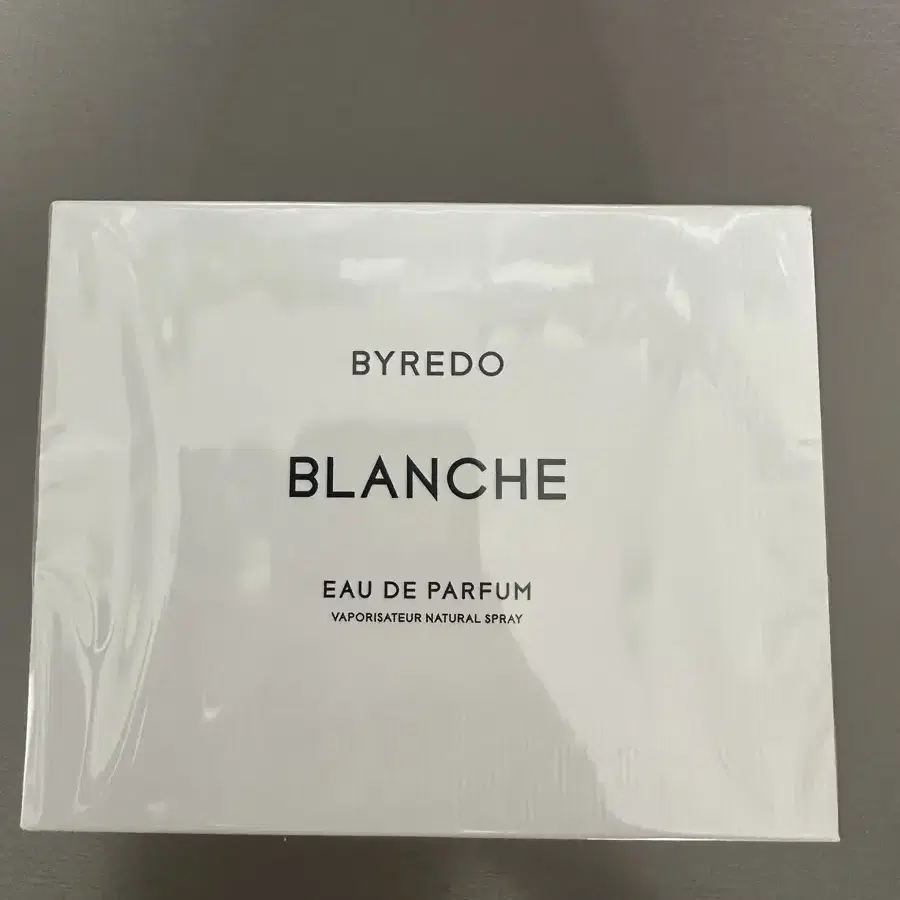 BYREDO
BLANCHE
EAU DE PARFUM
VAPORISATEUR NATURAL SPRAY